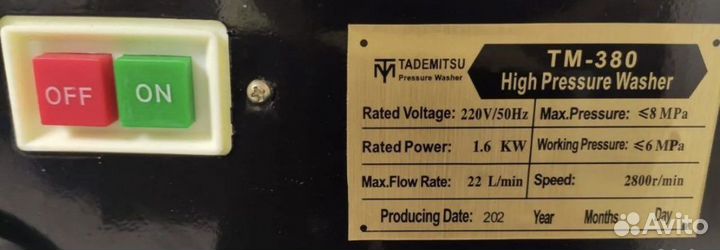 OFF
ON
TM TADEMITSU
Pressure Washer
TM-380
High Pressure Washer
Rated Voltage: 220V/50Hz
Max.Pressure: ≤8 MPa
Rated Power: 1.6 KW
Working Pressure: ≤6 MPa
Max.Flow Rate: 22 L/min
Speed: 2800r/min
Producing Date: 202 Year Months Day
Avito